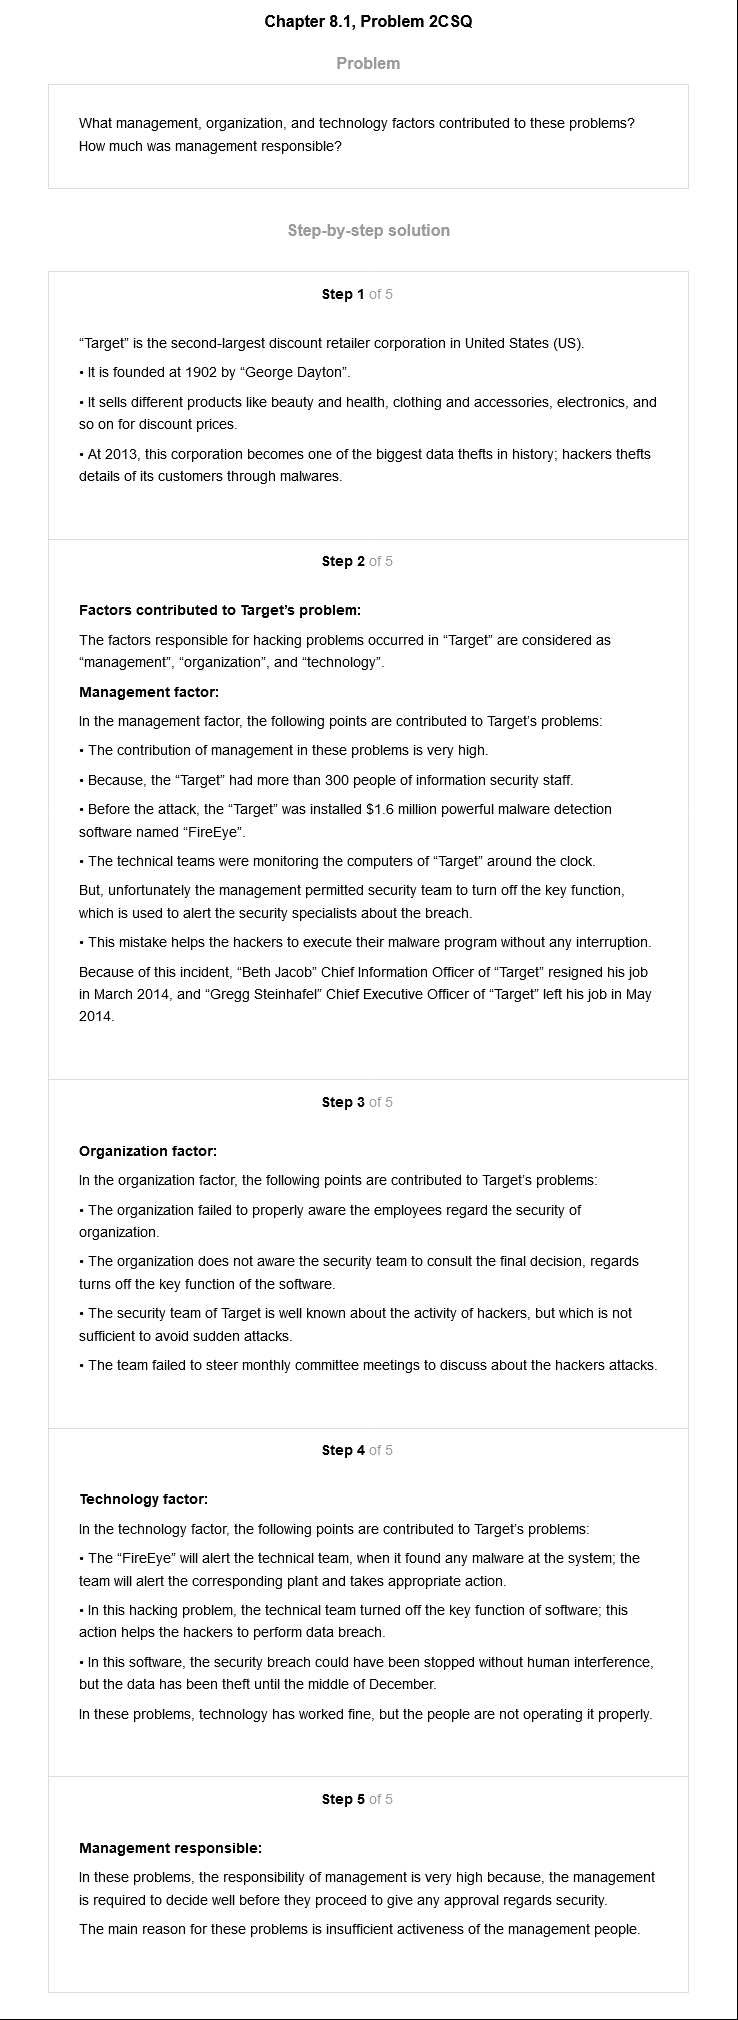 Chapter 8.1, Problem 2CSQ
Problem
What management, organization, and technology factors contributed to these problems?
How much was management responsible?
Step-by-step solution
Step 1 of 5
“Target” is the second-largest discount retailer corporation in United States (US).
• It is founded at 1902 by “George Dayton”.
• It sells different products like beauty and health, clothing and accessories, electronics, and
so on for discount prices.
• At 2013, this corporation becomes one of the biggest data thefts in history; hackers thefts
details of its customers through malwares.
Step 2 of 5
Factors contributed to Target’s problem:
The factors responsible for hacking problems occurred in “Target” are considered as
“management”, “organization”, and “technology”.
Management factor:
In the management factor, the following points are contributed to Target’s problems:
• The contribution of management in these problems is very high.
• Because, the “Target” had more than 300 people of information security staff.
• Before the attack, the “Target” was installed $1.6 million powerful malware detection
software named “FireEye”.
• The technical teams were monitoring the computers of “Target” around the clock.
But, unfortunately the management permitted security team to turn off the key function,
which is used to alert the security specialists about the breach.
• This mistake helps the hackers to execute their malware program without any interruption.
Because of this incident, “Beth Jacob” Chief Information Officer of “Target” resigned his job
in March 2014, and “Gregg Steinhafel” Chief Executive Officer of “Target” left his job in May
2014.
Step 3 of 5
Organization factor:
In the organization factor, the following points are contributed to Target’s problems:
• The organization failed to properly aware the employees regard the security of
organization.
• The organization does not aware the security team to consult the final decision, regards
turns off the key function of the software.
• The security team of Target is well known about the activity of hackers, but which is not
sufficient to avoid sudden attacks.
• The team failed to steer monthly committee meetings to discuss about the hackers attacks.
Step 4 of 5
Technology factor:
In the technology factor, the following points are contributed to Target’s problems:
• The “FireEye” will alert the technical team, when it found any malware at the system; the
team will alert the corresponding plant and takes appropriate action.
• In this hacking problem, the technical team turned off the key function of software; this
action helps the hackers to perform data breach.
• In this software, the security breach could have been stopped without human interference,
but the data has been theft until the middle of December.
In these problems, technology has worked fine, but the people are not operating it properly.
Step 5 of 5
Management responsible:
In these problems, the responsibility of management is very high because, the management
is required to decide well before they proceed to give any approval regards security.
The main reason for these problems is insufficient activeness of the management people.